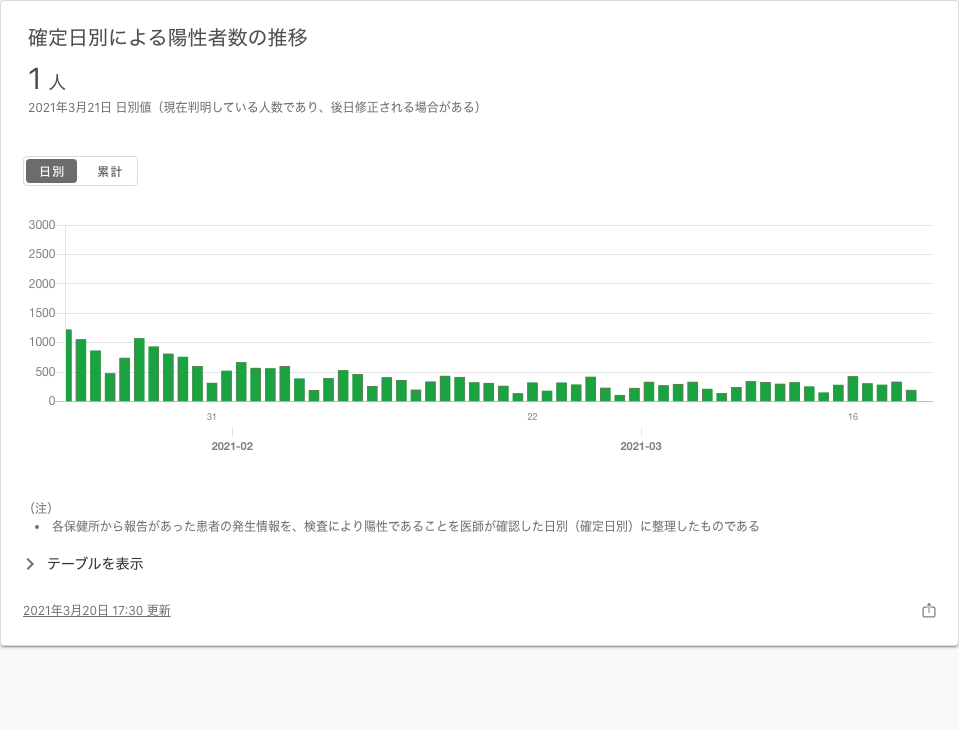 確定日別による陽性者数の推移
1 人
2021年3月21日 日別値（現在判明している人数であり、後日修正される場合がある）
日別 累計
3000
2500
2000
1500
1000
500
0
31 22 16
2021-02 2021-03
（注）
• 各保健所から報告があった患者の発生情報を、検査により陽性であることを医師が確認した日別（確定日別）に整理したものである
テーブルを表示
2021年3月20日 17:30 更新